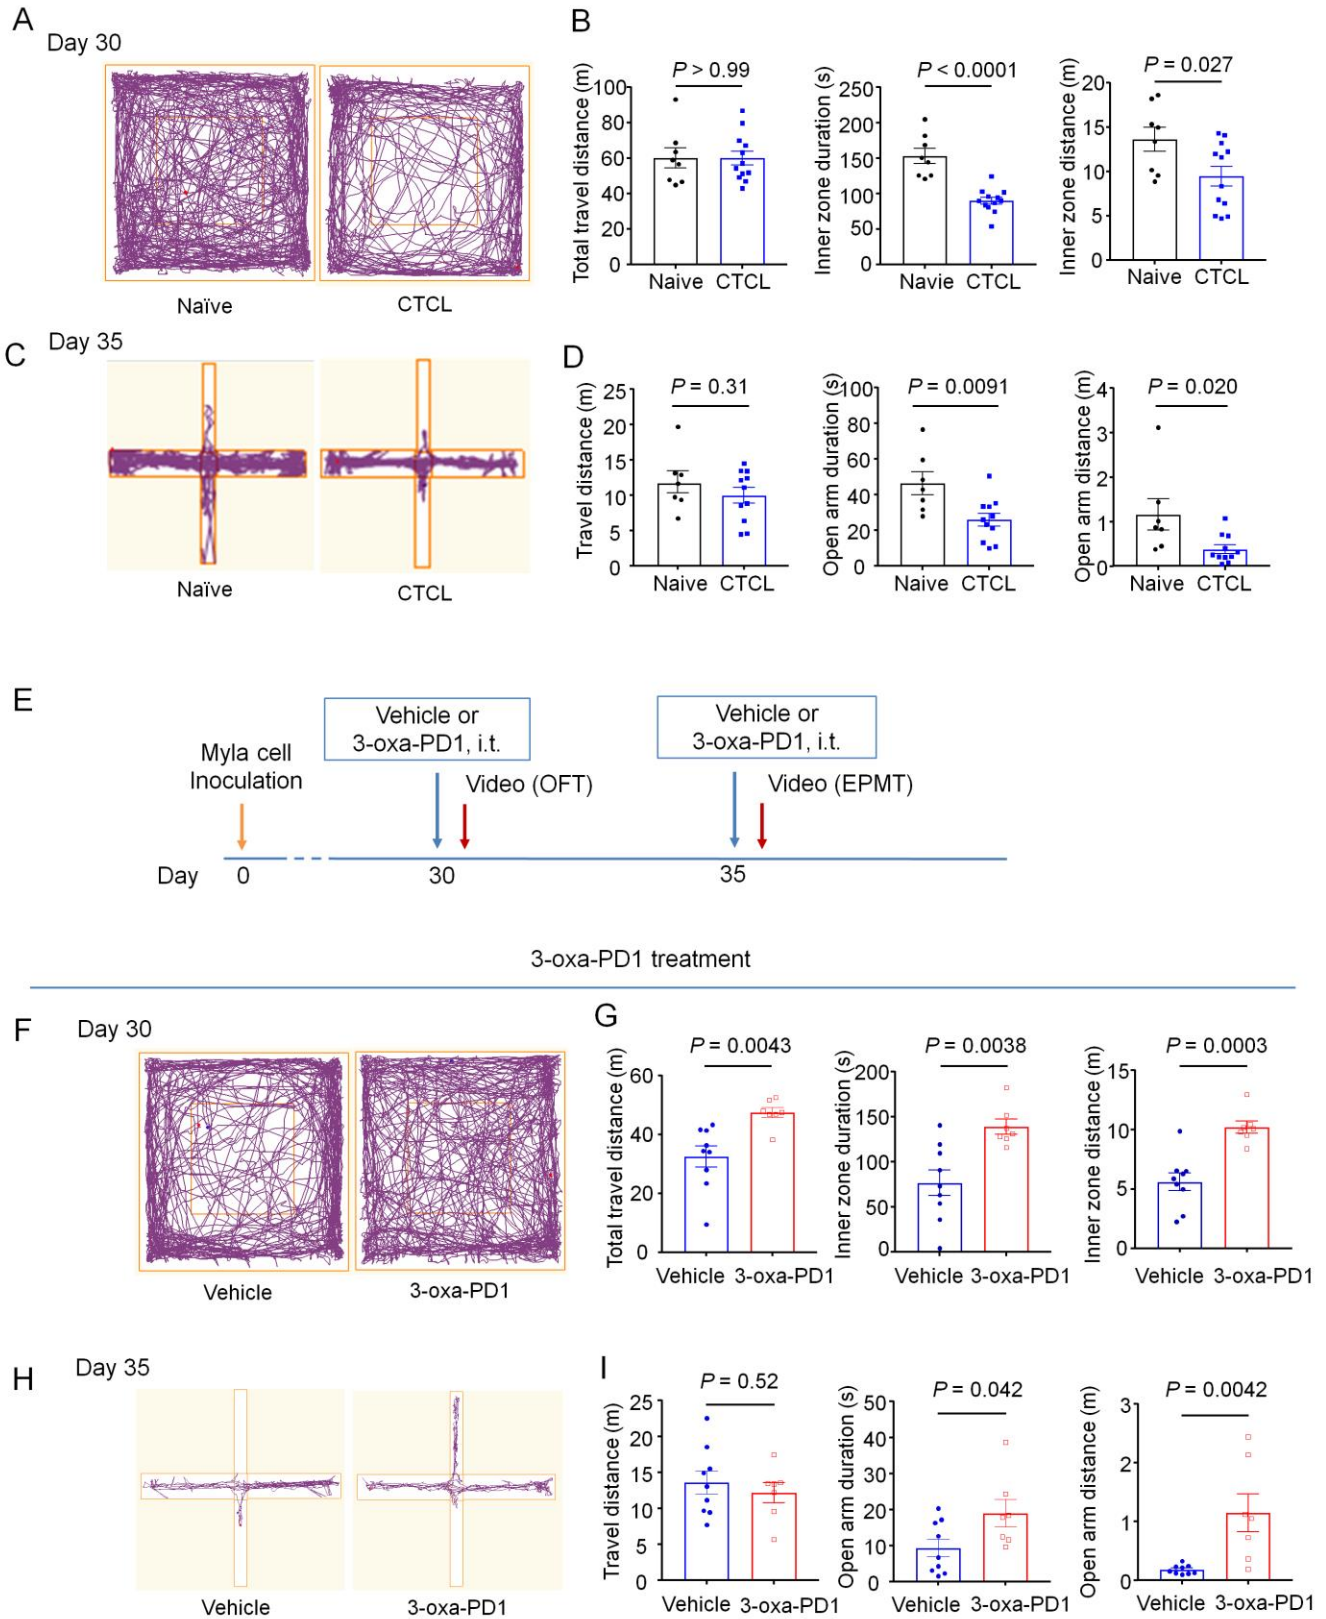 A
Day 30
Naïve
CTCL
B
P > 0.99
Total travel distance (m)
100
80
60
40
20
0
Naive CTCL
P < 0.0001
Inner zone duration (s)
250
200
150
100
50
0
Navie CTCL
P = 0.027
Inner zone distance (m)
20
15
10
5
0
Naive CTCL
C
Day 35
Naïve
CTCL
D
P = 0.31
Travel distance (m)
25
20
15
10
5
0
Naive CTCL
P = 0.0091
Open arm duration (s)
100
80
60
40
20
0
Naive CTCL
P = 0.020
Open arm distance (m)
4
3
2
1
0
Naive CTCL
E
Vehicle or
3-oxa-PD1, i.t.
Vehicle or
3-oxa-PD1, i.t.
Myla cell
Inoculation
Video (OFT)
Video (EPMT)
Day 0 30 35
3-oxa-PD1 treatment
F
Day 30
Vehicle
3-oxa-PD1
G
P = 0.0043
Total travel distance (m)
60
40
20
0
Vehicle 3-oxa-PD1
P = 0.0038
Inner zone duration (s)
200
150
100
50
0
Vehicle 3-oxa-PD1
P = 0.0003
Inner zone distance (m)
15
10
5
0
Vehicle 3-oxa-PD1
H
Day 35
Vehicle
3-oxa-PD1
I
P = 0.52
Travel distance (m)
25
20
15
10
5
0
Vehicle 3-oxa-PD1
P = 0.042
Open arm duration (s)
50
40
30
20
10
0
Vehicle 3-oxa-PD1
P = 0.0042
Open arm distance (m)
3
2
1
0
Vehicle 3-oxa-PD1